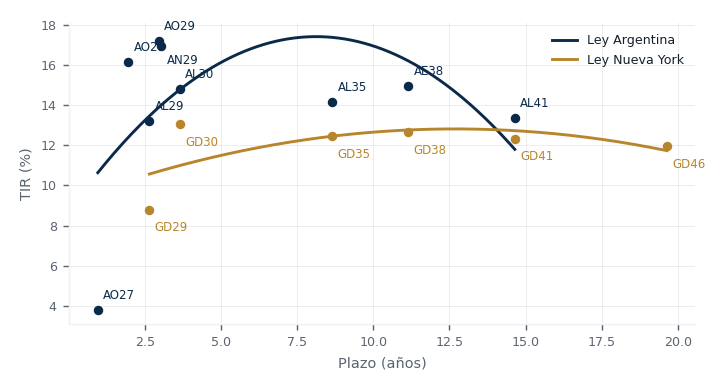 18
16
14
12
10
8
6
4
TIR (%)
AO29
AN29
AL30
AL29
AL35
AE38
AL41
Ley Argentina
Ley Nueva York
GD30
GD35
GD38
GD41
GD46
GD29
AO27
2.5
5.0
7.5
10.0
12.5
15.0
17.5
20.0
Plazo (años)